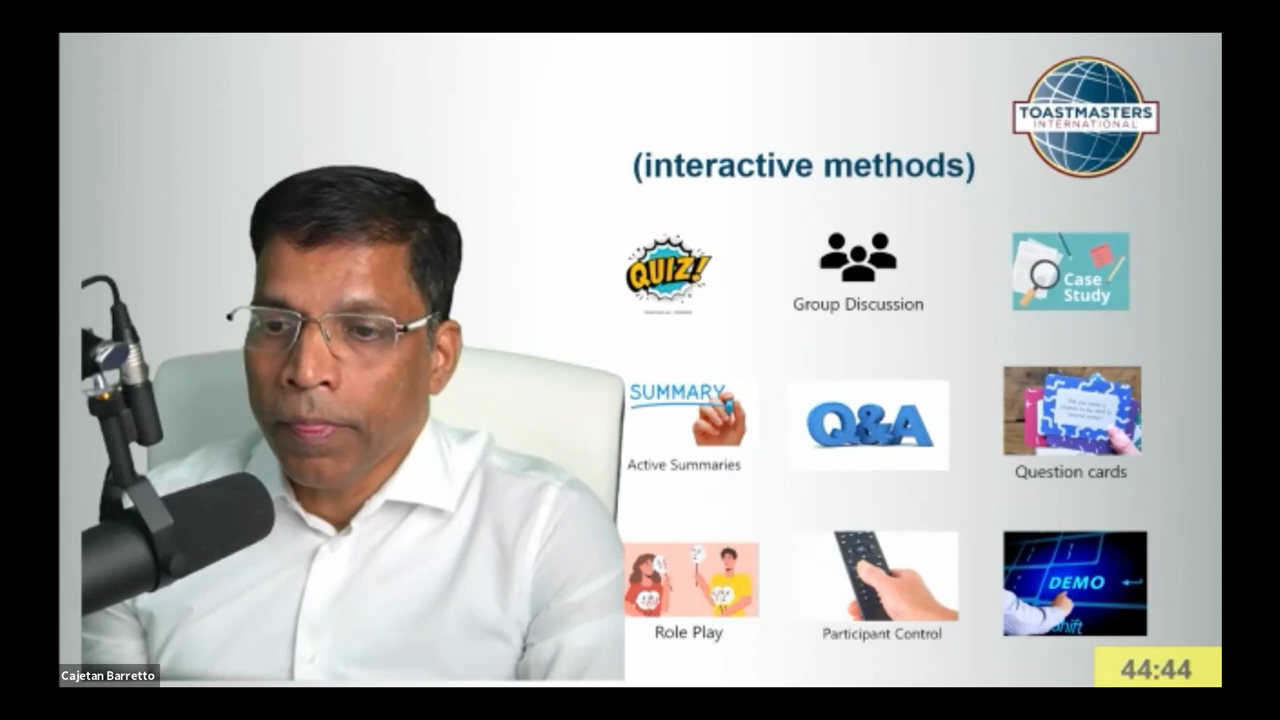 TOASTMASTERS
INTERNATIONAL
(interactive methods)
QUIZ!
Group Discussion
Case
Study
SUMMARY
Active Summaries
Q&A
Question cards
DEMO
shift
Role Play
Participant Control
Cajetan Barretto
44:44